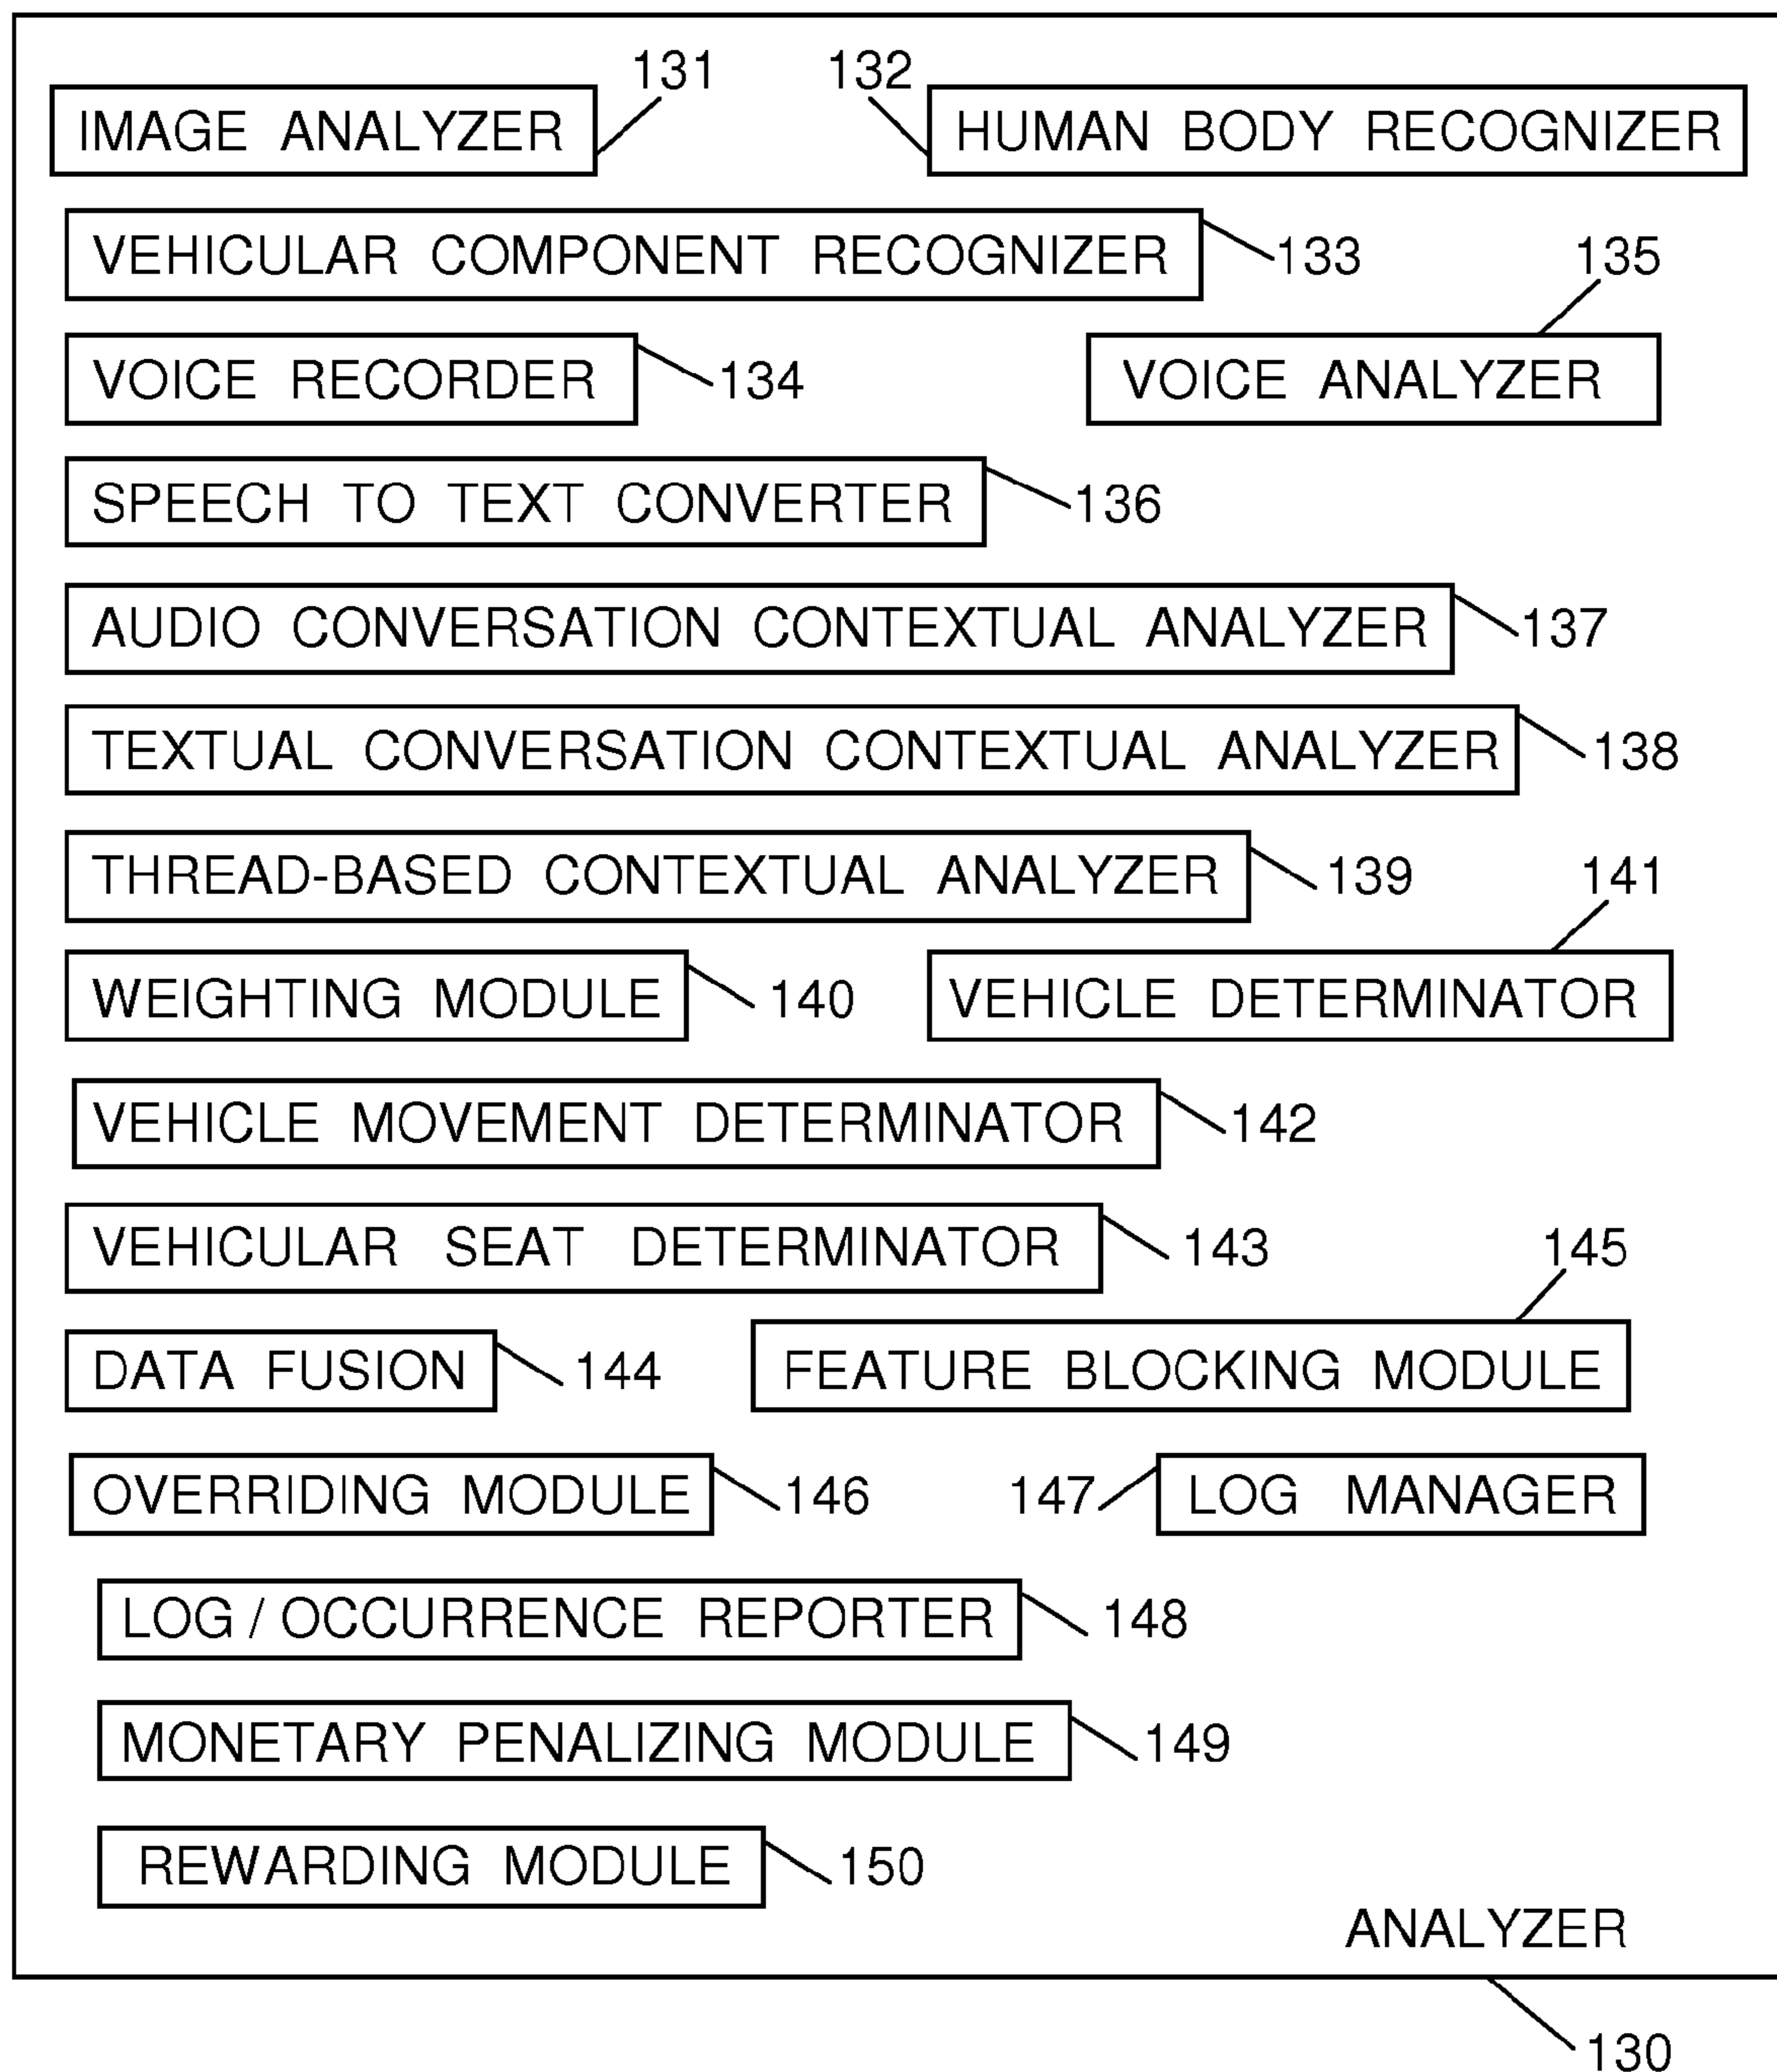 131 132
IMAGE ANALYZER HUMAN BODY RECOGNIZER
VEHICULAR COMPONENT RECOGNIZER 133 135
VOICE RECORDER 134 VOICE ANALYZER
SPEECH TO TEXT CONVERTER 136
AUDIO CONVERSATION CONTEXTUAL ANALYZER 137
TEXTUAL CONVERSATION CONTEXTUAL ANALYZER 138
THREAD-BASED CONTEXTUAL ANALYZER 139 141
WEIGHTING MODULE 140 VEHICLE DETERMINATOR
VEHICLE MOVEMENT DETERMINATOR 142
VEHICULAR SEAT DETERMINATOR 143 145
DATA FUSION 144 FEATURE BLOCKING MODULE
OVERRIDING MODULE 146 147 LOG MANAGER
LOG / OCCURRENCE REPORTER 148
MONETARY PENALIZING MODULE 149
REWARDING MODULE 150
ANALYZER
130